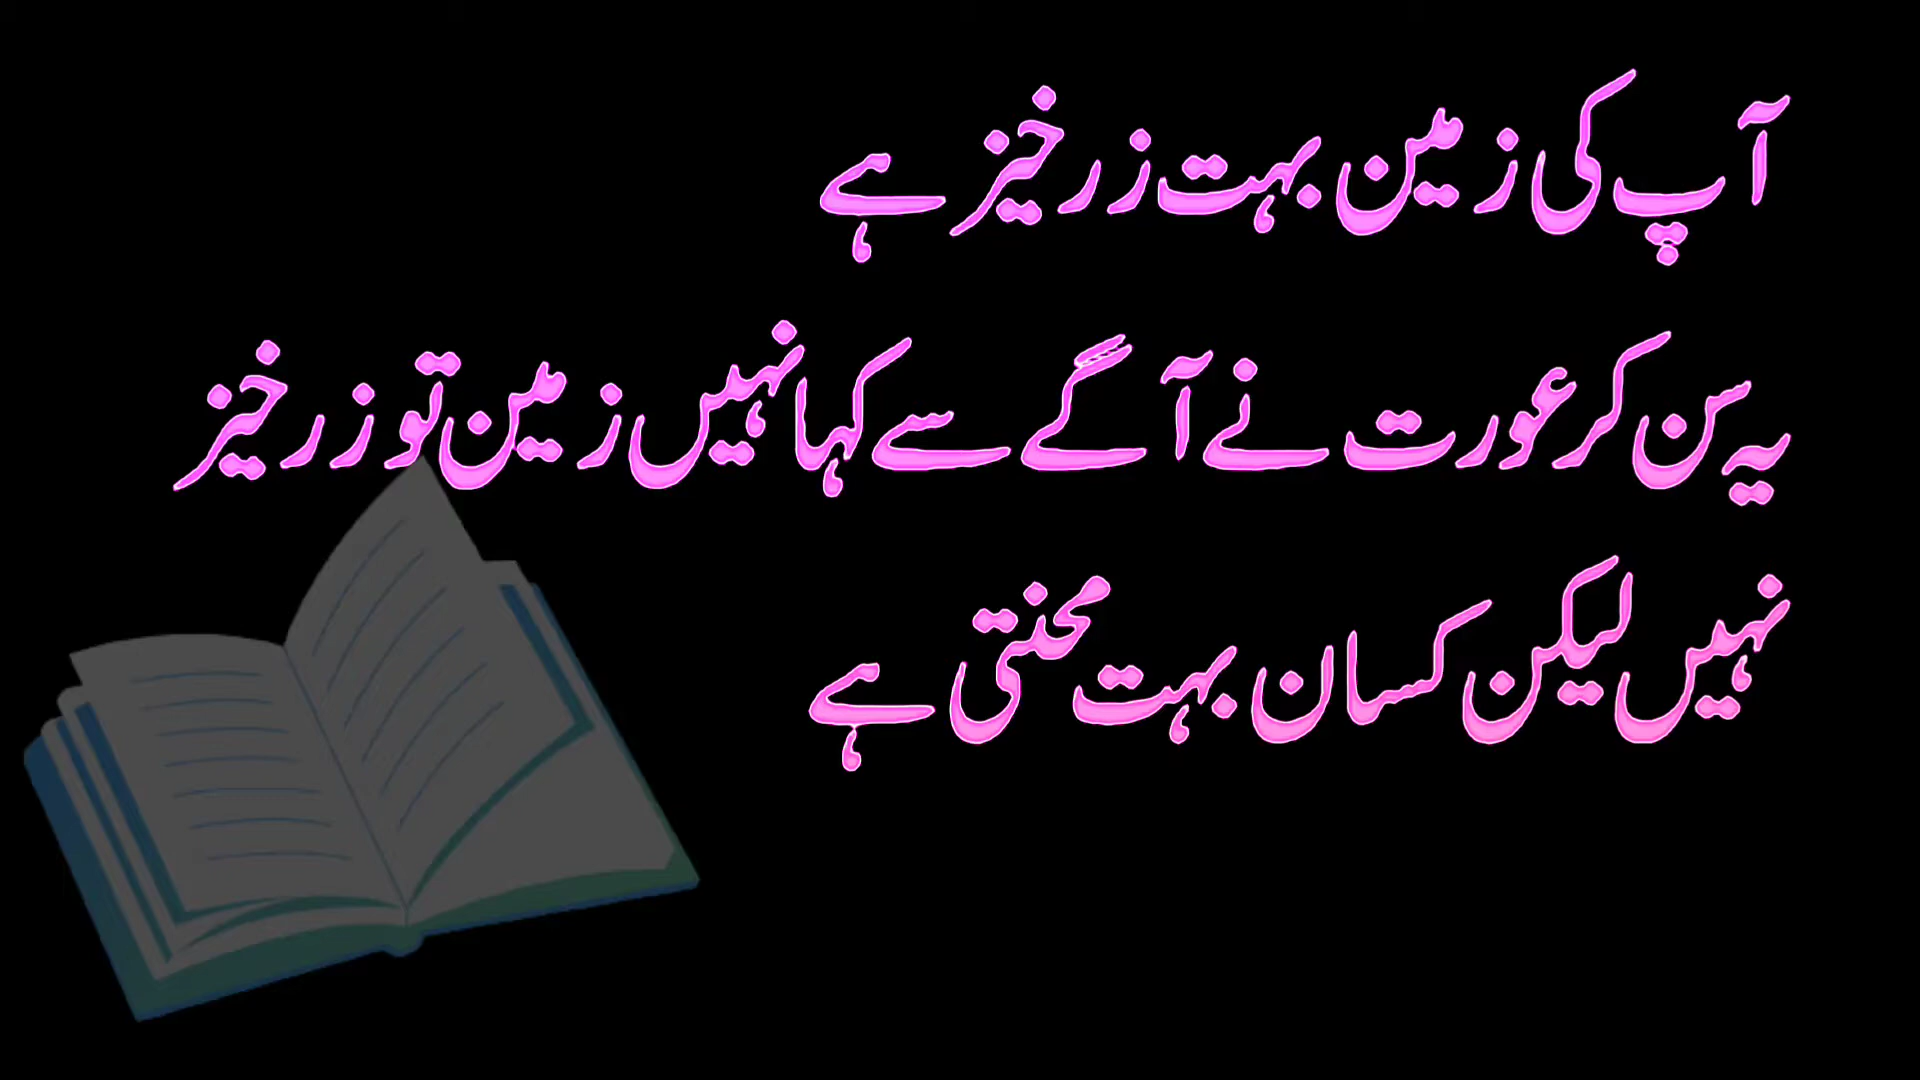 آپ کی زمین بہت زرخیز ہے
یہ سن کر عورت نے آگے سے کہا نہیں زمین تو زرخیز
نہیں لیکن کسان بہت محنتی ہے